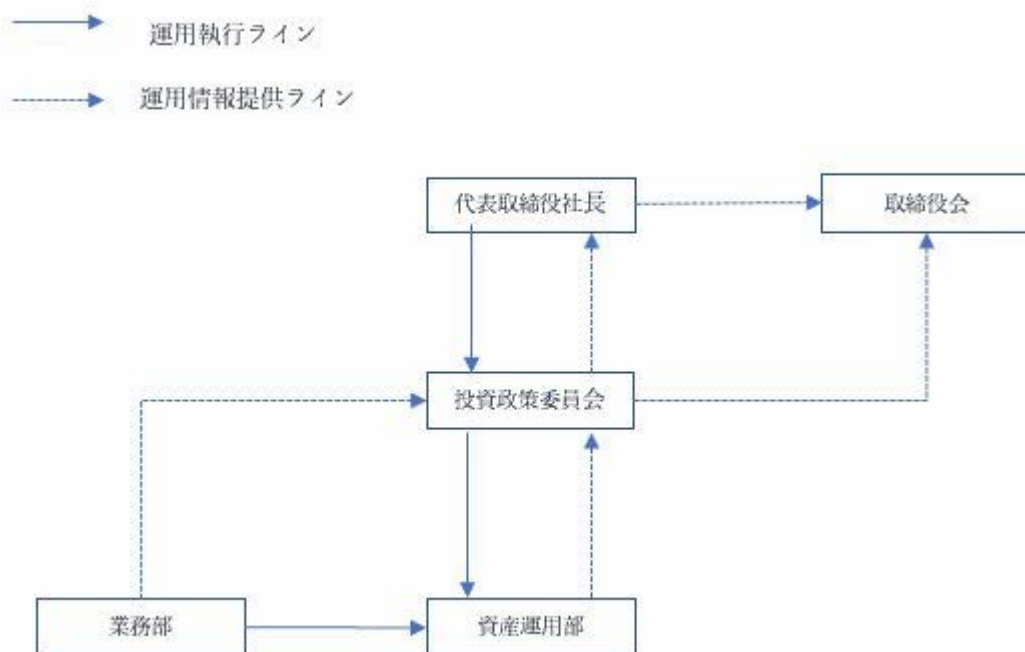 運用執行ライン
運用情報提供ライン
代表取締役社長
取締役会
投資政策委員会
業務部
資産運用部